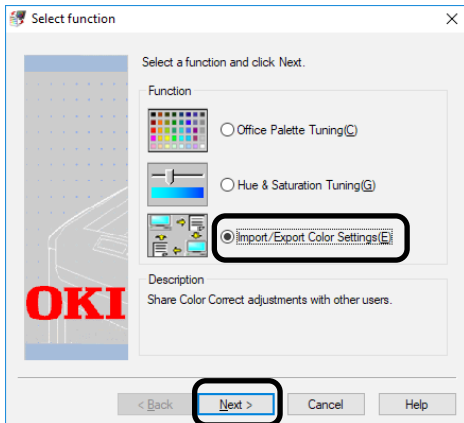 Select function
Select a function and click Next.
Function
Office Palette Tuning(C)
Hue & Saturation Tuning(G)
Import/Export Color Settings(E)
Description
Share Color Correct adjustments with other users.
OKI
< Back Next > Cancel Help